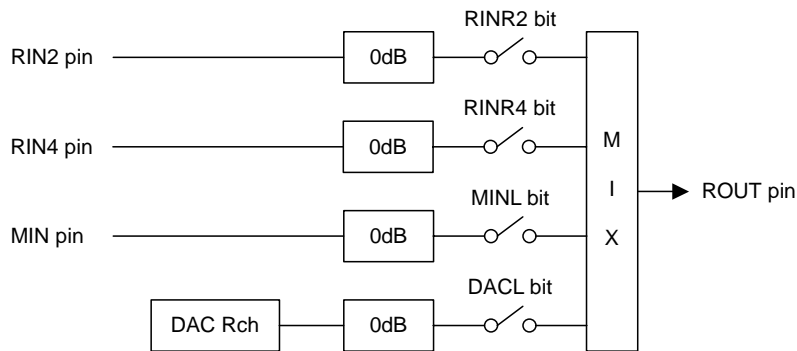 RINR2 bit
RIN2 pin 0dB
RINR4 bit
RIN4 pin 0dB
M
I
X
ROUT pin
MINL bit
MIN pin 0dB
DACL bit
DAC Rch 0dB